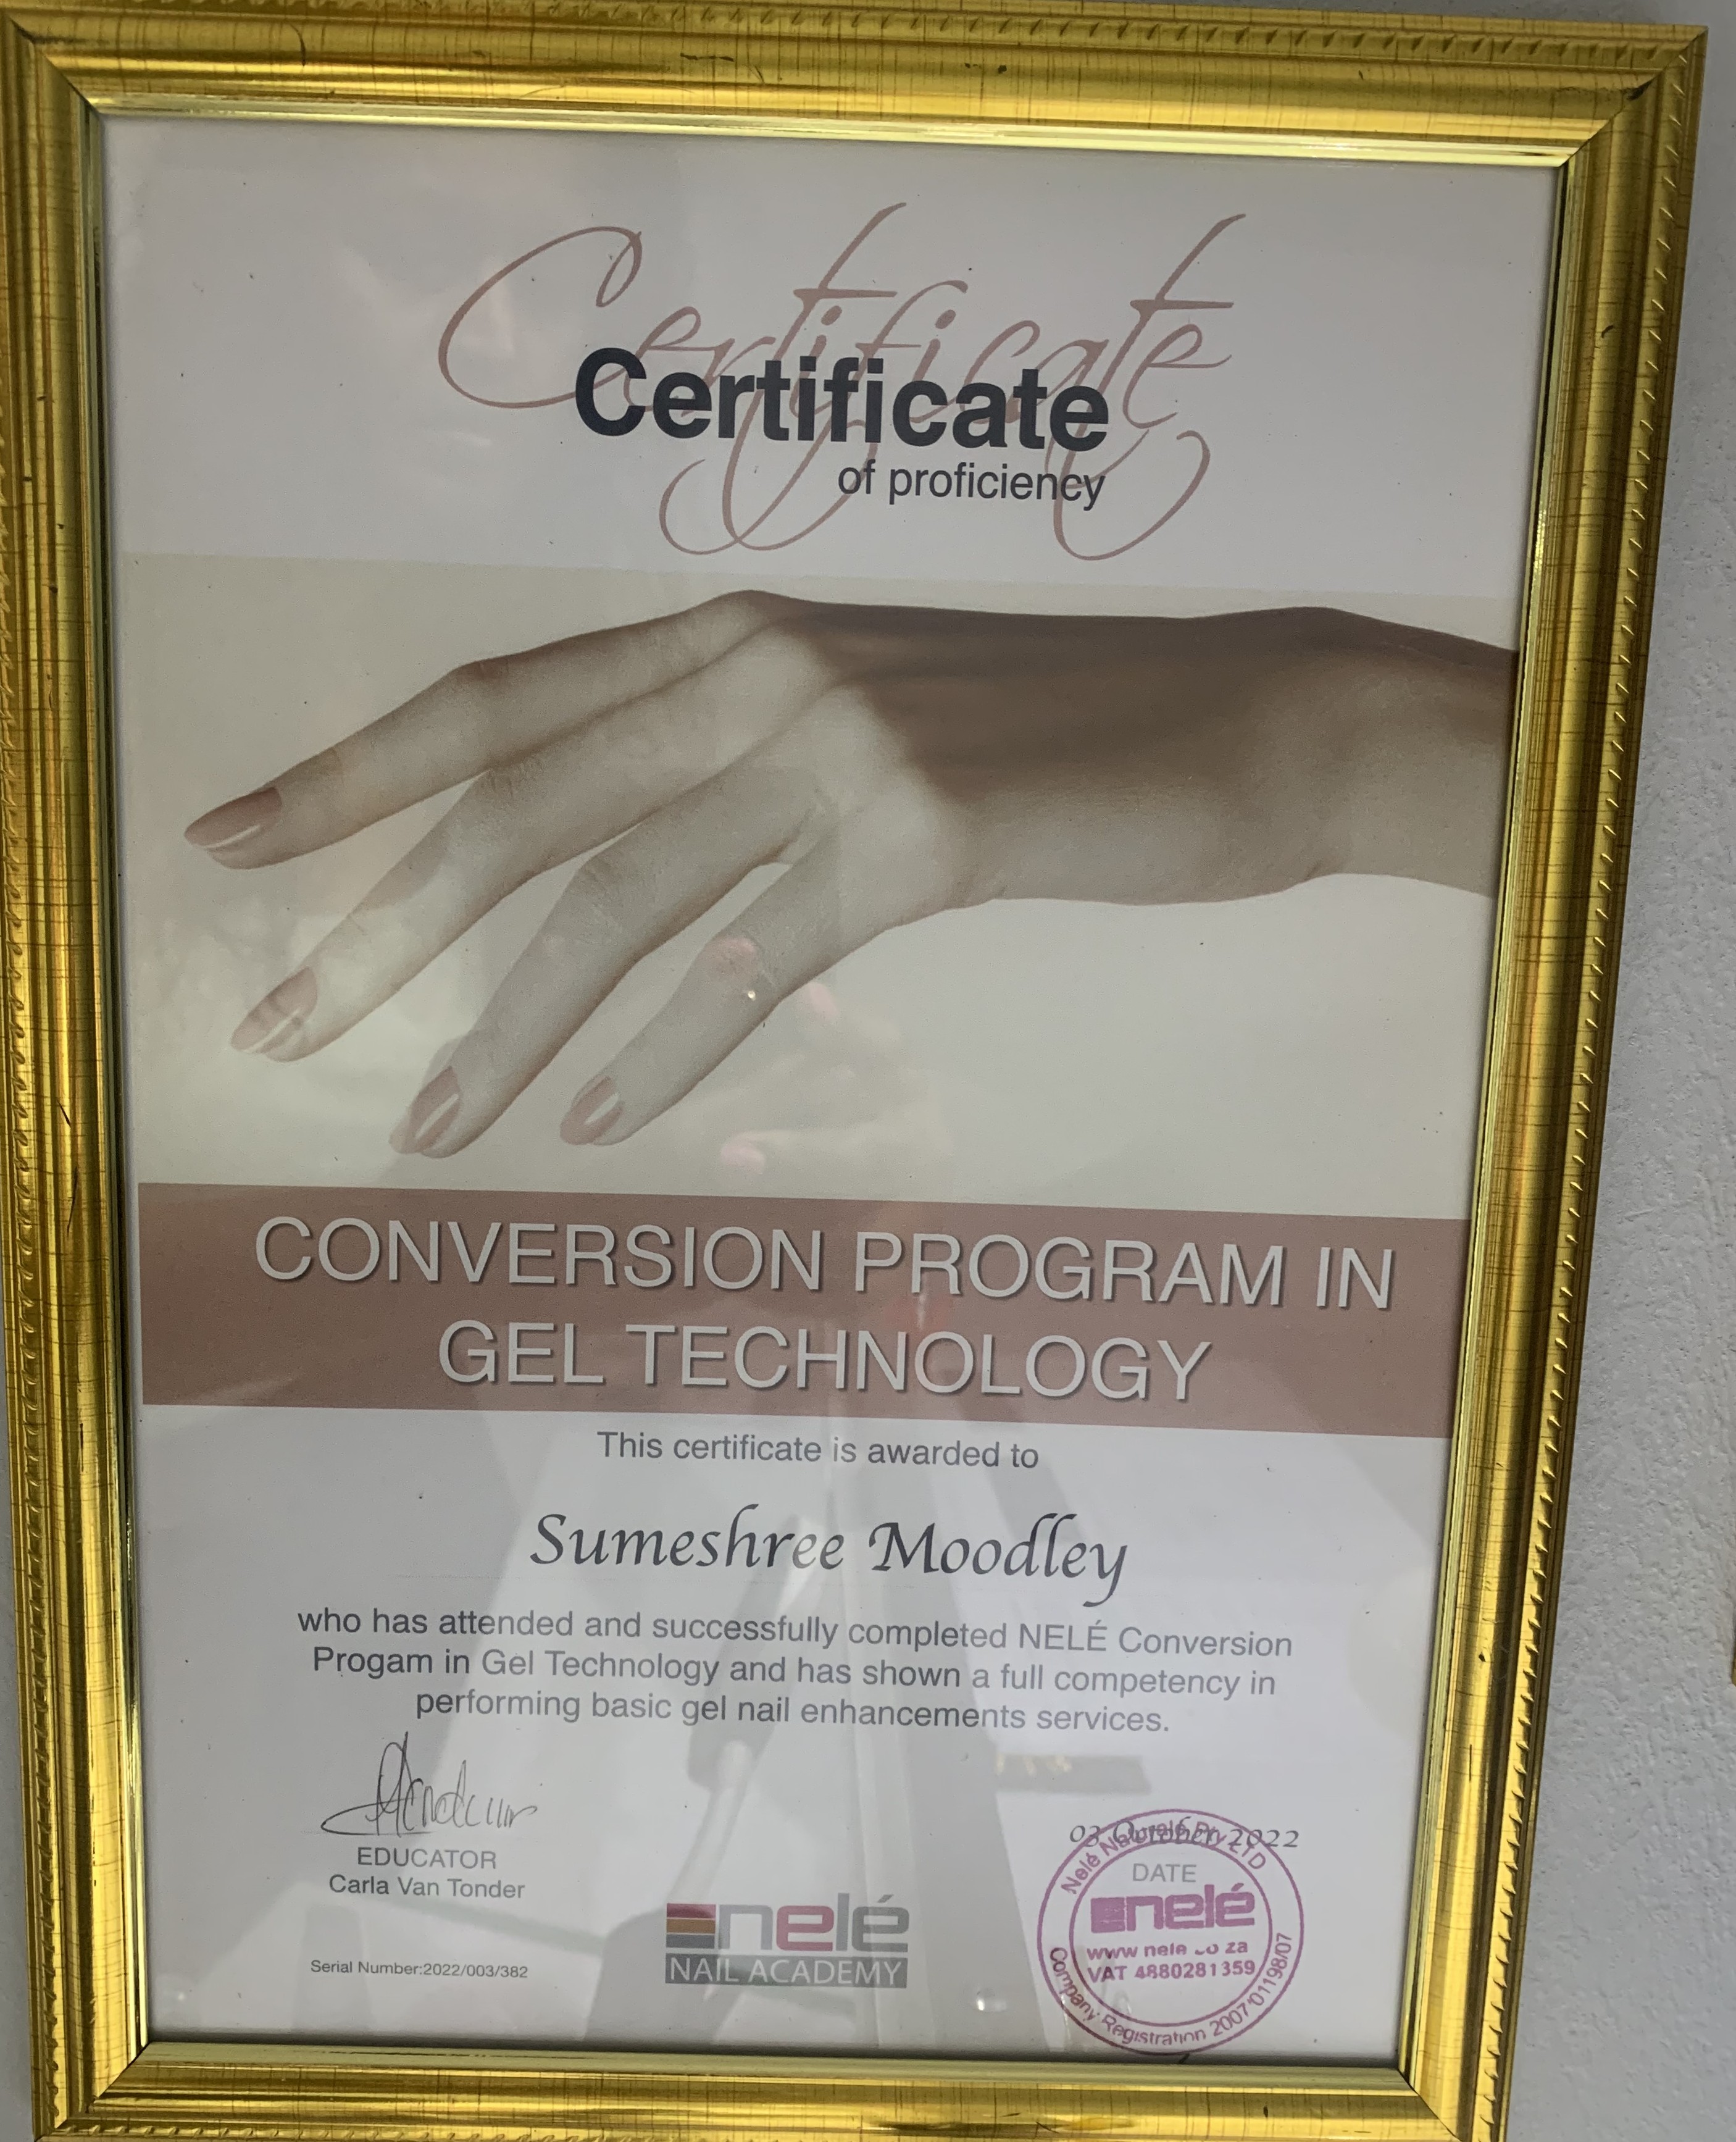 Certificate
Certificate
of proficiency
CONVERSION PROGRAM IN
GEL TECHNOLOGY
This certificate is awarded to
Sumeshree Moodley
who has attended and successfully completed NELÉ Conversion
Progam in Gel Technology and has shown a full competency in
performing basic gel nail enhancements services.
EDUCATOR
Carla Van Tonder
Serial Number:2022/003/382
nelé
NAIL ACADEMY
03 October 2022
DATE
Nelé Naturalé Pty LTD
nelé
www nele co za
VAT 4880281359
Company Registration 2007/01198/07